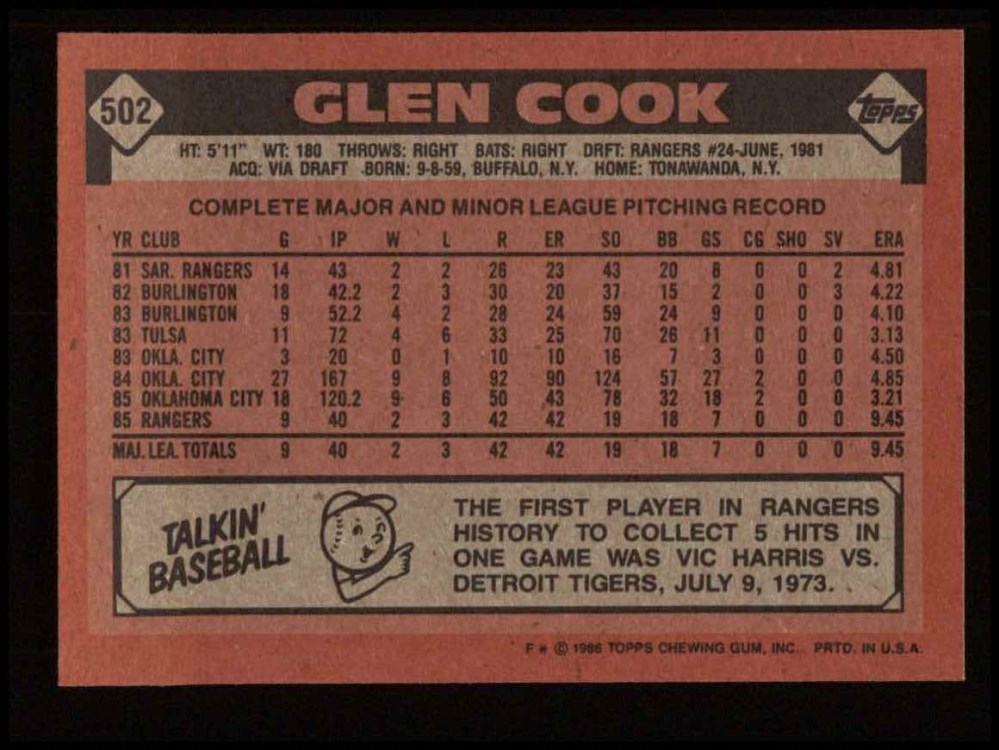 502 GLEN COOK Topps
HT: 5'11" WT: 180 THROWS: RIGHT BATS: RIGHT DRFT: RANGERS #24-JUNE, 1981
ACQ: VIA DRAFT BORN: 9-8-59, BUFFALO, N.Y. HOME: TONAWANDA, N.Y.
COMPLETE MAJOR AND MINOR LEAGUE PITCHING RECORD
YR CLUB G IP W L R ER SO BB GS CG SHO SV ERA
81 SAR. RANGERS 14 43 2 2 26 23 43 20 8 0 0 2 4.81
82 BURLINGTON 18 42.2 2 3 30 20 37 15 2 0 0 3 4.22
83 BURLINGTON 9 52.2 4 2 28 24 59 24 9 0 0 0 4.10
83 TULSA 11 72 4 6 33 25 70 26 11 0 0 0 3.13
83 OKLA. CITY 3 20 0 1 10 10 16 7 3 0 0 0 4.50
84 OKLA. CITY 27 167 9 8 92 90 124 57 27 2 0 0 4.85
85 OKLAHOMA CITY 18 120.2 9 6 50 43 78 32 18 2 0 0 3.21
85 RANGERS 9 40 2 3 42 42 19 18 7 0 0 0 9.45
MAJ. LEA. TOTALS 9 40 2 3 42 42 19 18 7 0 0 0 9.45
TALKIN'
BASEBALL
THE FIRST PLAYER IN RANGERS
HISTORY TO COLLECT 5 HITS IN
ONE GAME WAS VIC HARRIS VS.
DETROIT TIGERS, JULY 9, 1973.
F * © 1986 TOPPS CHEWING GUM, INC. PRTD. IN U.S.A.